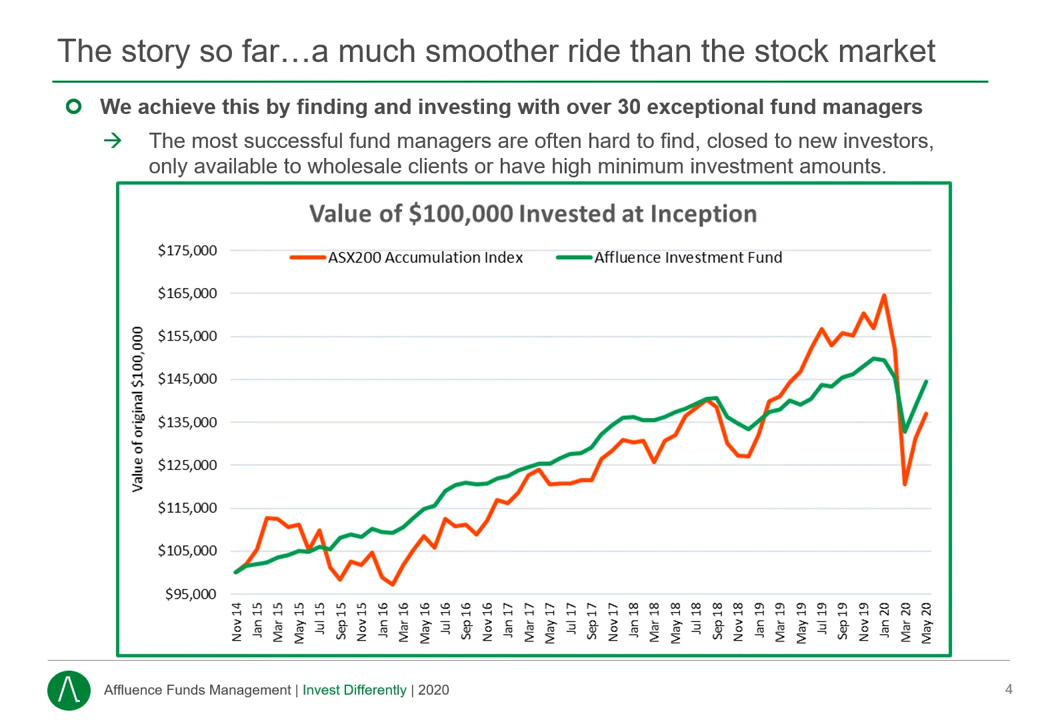 The story so far…a much smoother ride than the stock market
We achieve this by finding and investing with over 30 exceptional fund managers
The most successful fund managers are often hard to find, closed to new investors,
only available to wholesale clients or have high minimum investment amounts.
Value of $100,000 Invested at Inception
ASX200 Accumulation Index
Affluence Investment Fund
Value of original $100,000
$175,000
$165,000
$155,000
$145,000
$135,000
$125,000
$115,000
$105,000
$95,000
Nov 14
Jan 15
Mar 15
May 15
Jul 15
Sep 15
Nov 15
Jan 16
Mar 16
May 16
Jul 16
Sep 16
Nov 16
Jan 17
Mar 17
May 17
Jul 17
Sep 17
Nov 17
Jan 18
Mar 18
May 18
Jul 18
Sep 18
Nov 18
Jan 19
Mar 19
May 19
Jul 19
Sep 19
Nov 19
Jan 20
Mar 20
May 20
Affluence Funds Management | Invest Differently | 2020
4